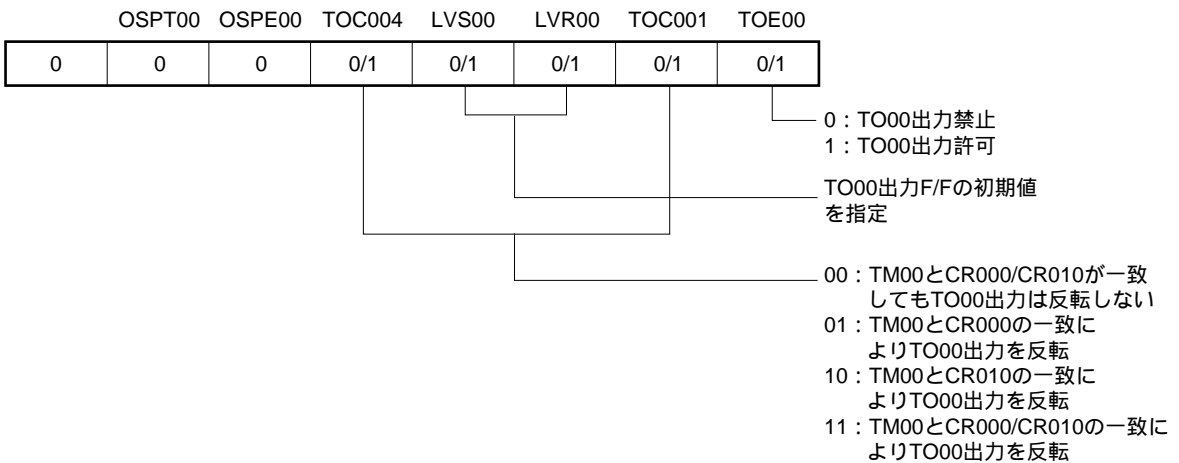 OSPT00 OSPE00 TOC004 LVS00 LVR00 TOC001 TOE00
0 0 0 0/1 0/1 0/1 0/1 0/1
0：TO00出力禁止
1：TO00出力許可
TO00出力F/Fの初期値
を指定
00：TM00とCR000/CR010が一致
してもTO00出力は反転しない
01：TM00とCR000の一致に
よりTO00出力を反転
10：TM00とCR010の一致に
よりTO00出力を反転
11：TM00とCR000/CR010の一致に
よりTO00出力を反転